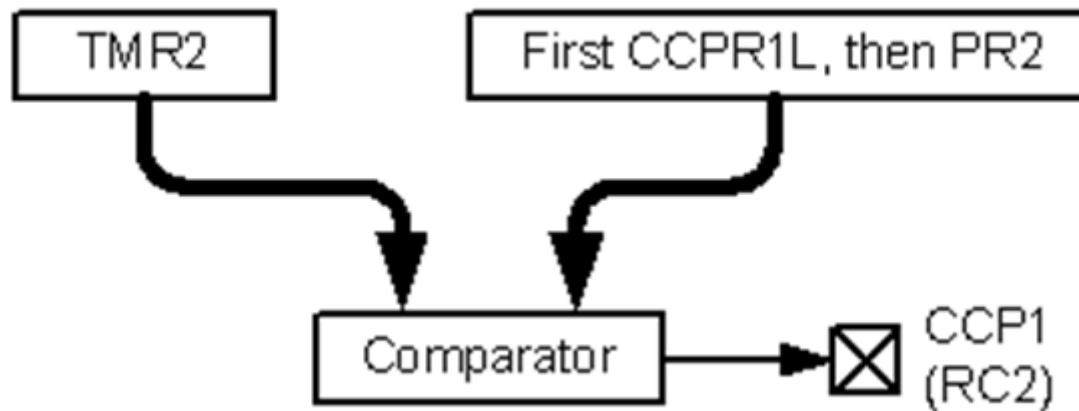 TMR2
First CCPR1L, then PR2
Comparator
CCP1
(RC2)